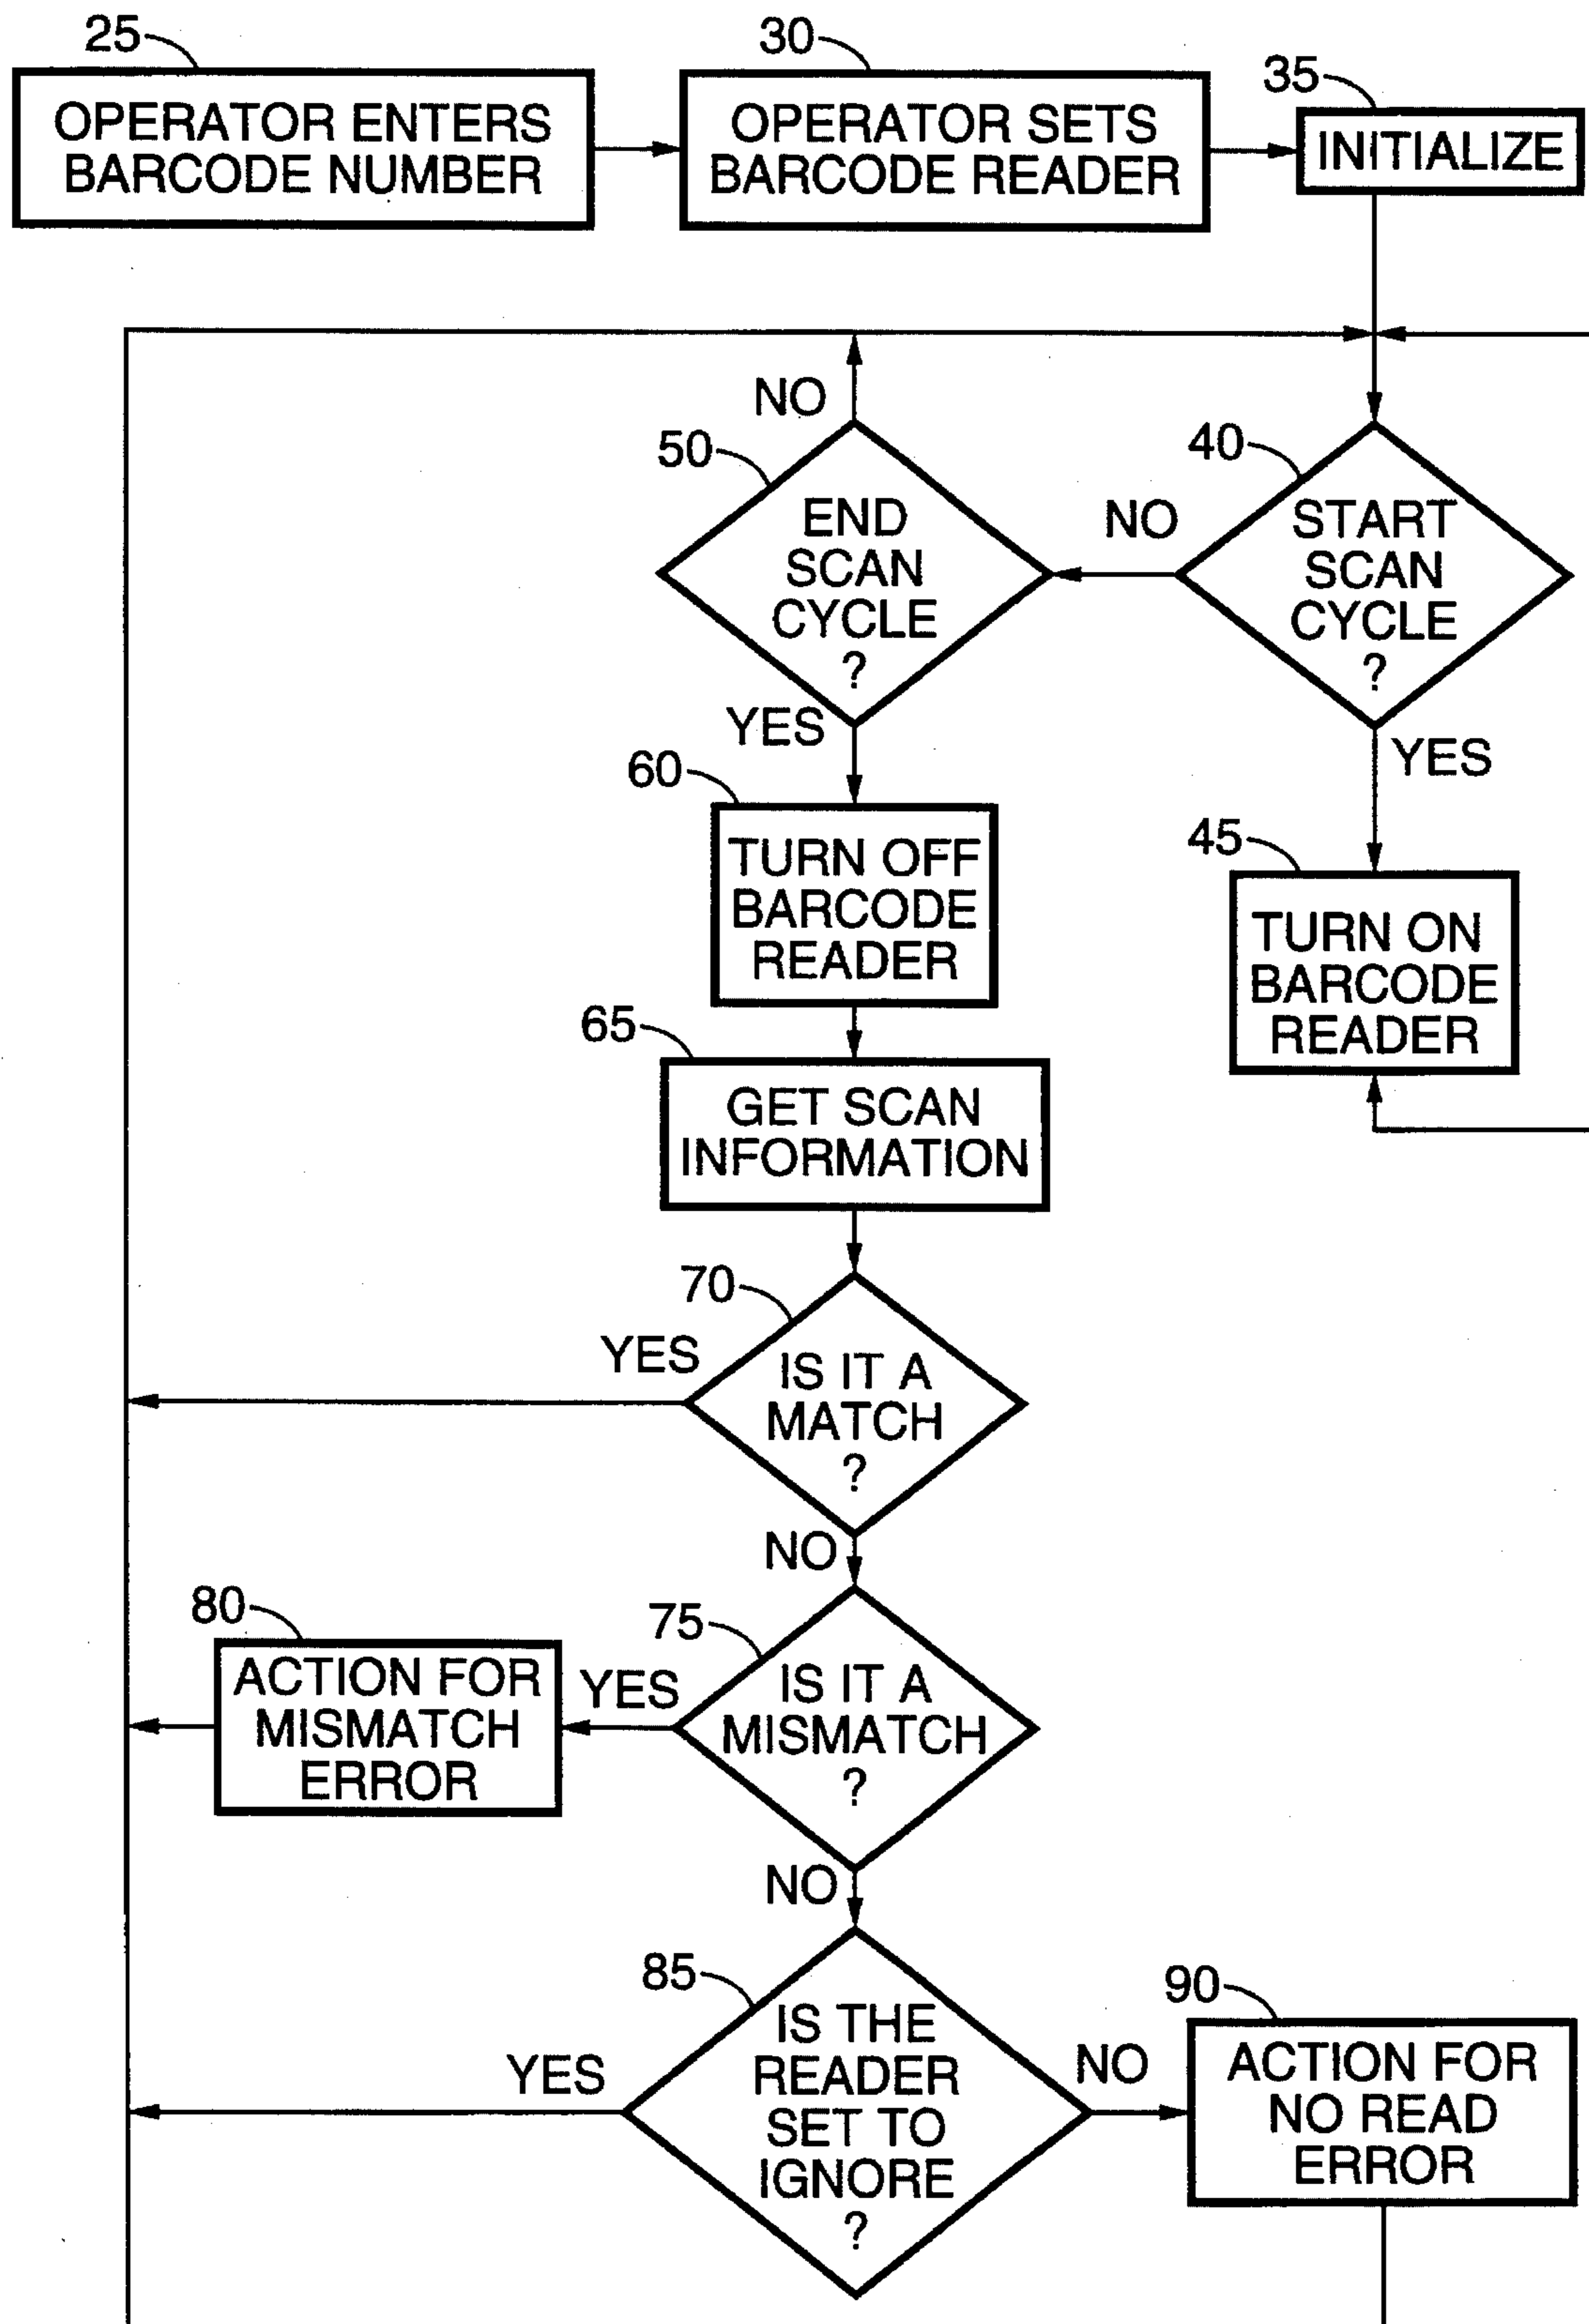 25
OPERATOR ENTERS
BARCODE NUMBER
30
OPERATOR SETS
BARCODE READER
35
INITIALIZE
NO
50
END
SCAN
CYCLE
?
YES
NO
40
START
SCAN
CYCLE
?
YES
60
TURN OFF
BARCODE
READER
45
TURN ON
BARCODE
READER
65
GET SCAN
INFORMATION
70
YES
IS IT A
MATCH
?
NO
80
ACTION FOR
MISMATCH
ERROR
YES
75
IS IT A
MISMATCH
?
NO
85
YES
IS THE
READER
SET TO
IGNORE
?
NO
90
ACTION FOR
NO READ
ERROR